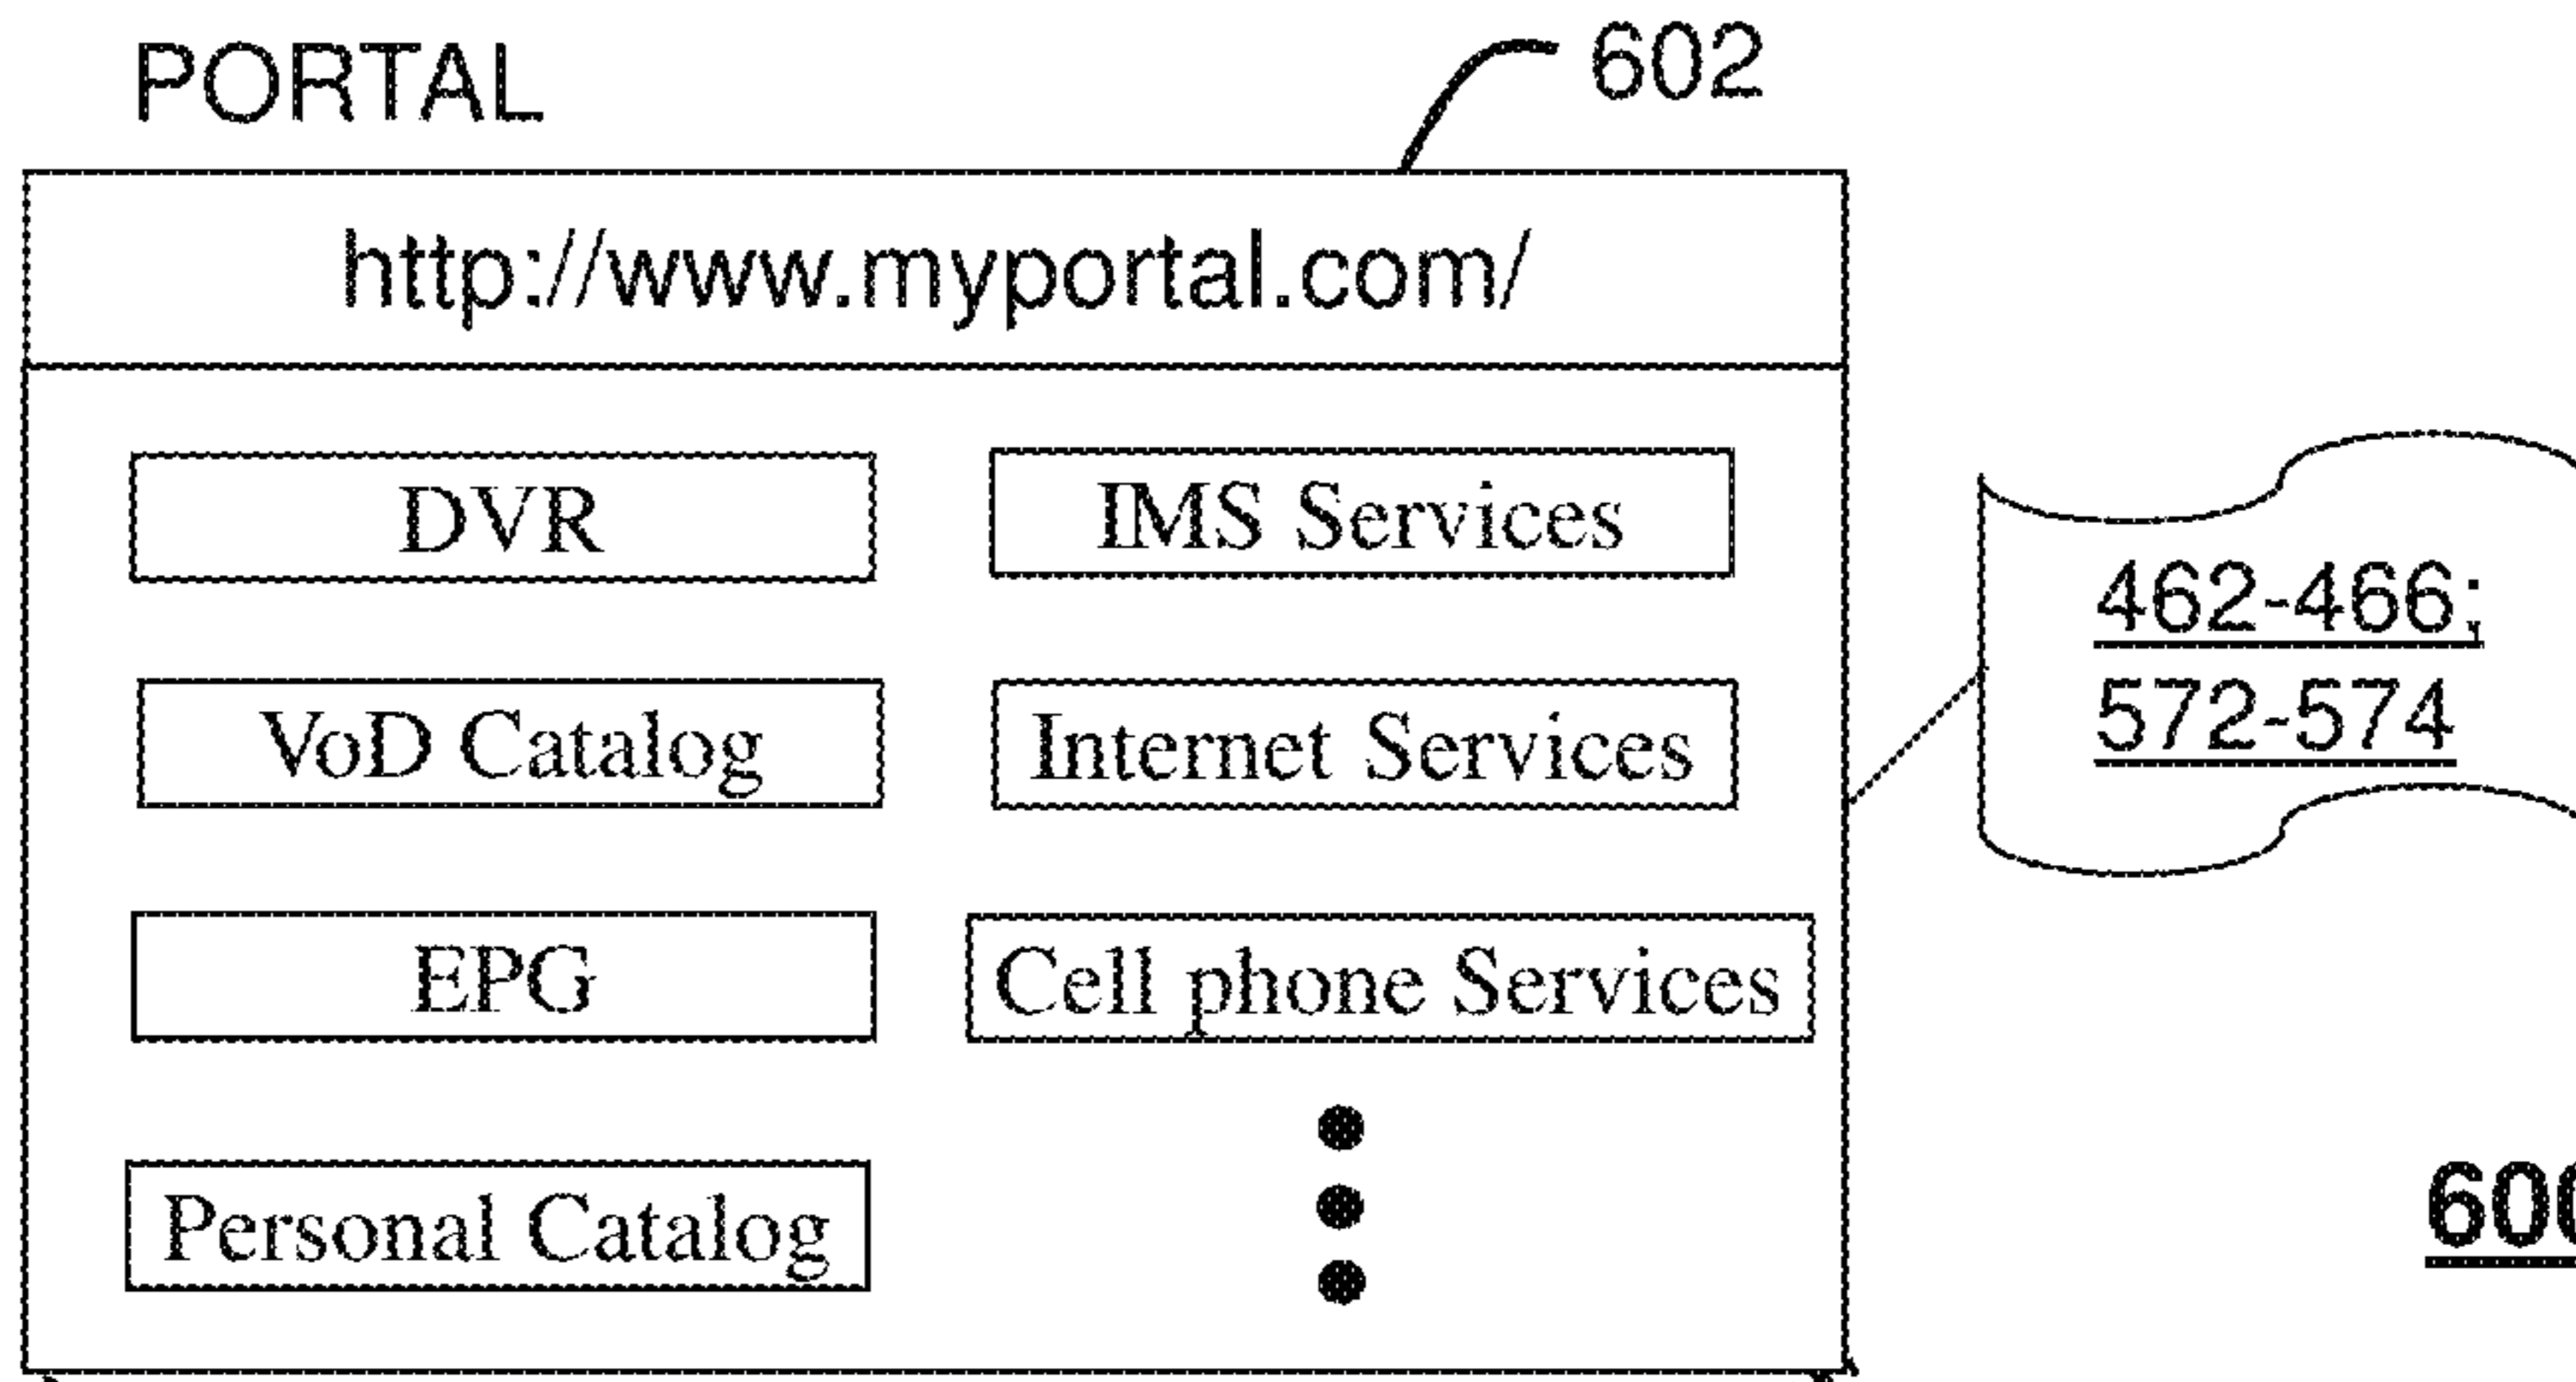 PORTAL
602
http://www.myportal.com/
DVR
IMS Services
VoD Catalog
Internet Services
EPG
Cell phone Services
Personal Catalog
462-466;
572-574